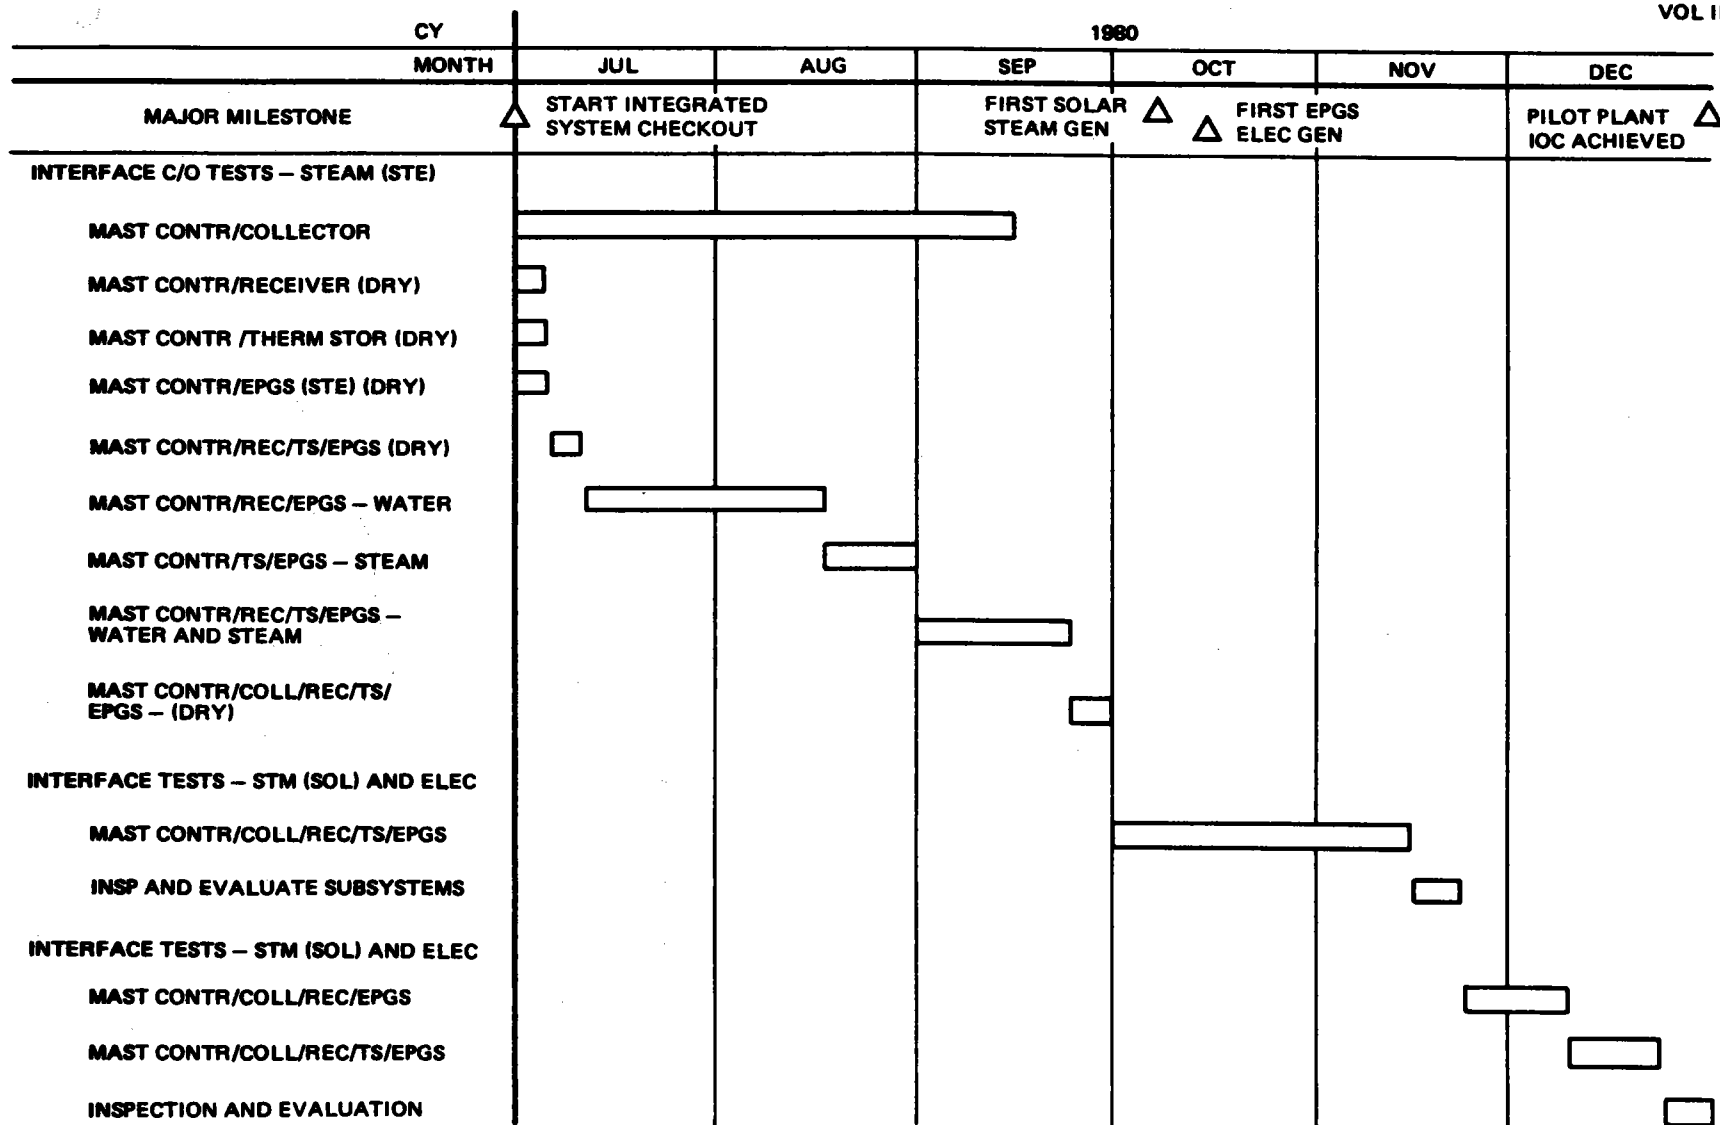 VOL I
CY 1980
MONTH JUL AUG SEP OCT NOV DEC
MAJOR MILESTONE
START INTEGRATED
SYSTEM CHECKOUT
FIRST SOLAR
STEAM GEN
FIRST EPGS
ELEC GEN
PILOT PLANT
IOC ACHIEVED
INTERFACE C/O TESTS – STEAM (STE)
MAST CONTR/COLLECTOR
MAST CONTR/RECEIVER (DRY)
MAST CONTR /THERM STOR (DRY)
MAST CONTR/EPGS (STE) (DRY)
MAST CONTR/REC/TS/EPGS (DRY)
MAST CONTR/REC/EPGS – WATER
MAST CONTR/TS/EPGS – STEAM
MAST CONTR/REC/TS/EPGS –
WATER AND STEAM
MAST CONTR/COLL/REC/TS/
EPGS – (DRY)
INTERFACE TESTS – STM (SOL) AND ELEC
MAST CONTR/COLL/REC/TS/EPGS
INSP AND EVALUATE SUBSYSTEMS
INTERFACE TESTS – STM (SOL) AND ELEC
MAST CONTR/COLL/REC/EPGS
MAST CONTR/COLL/REC/TS/EPGS
INSPECTION AND EVALUATION